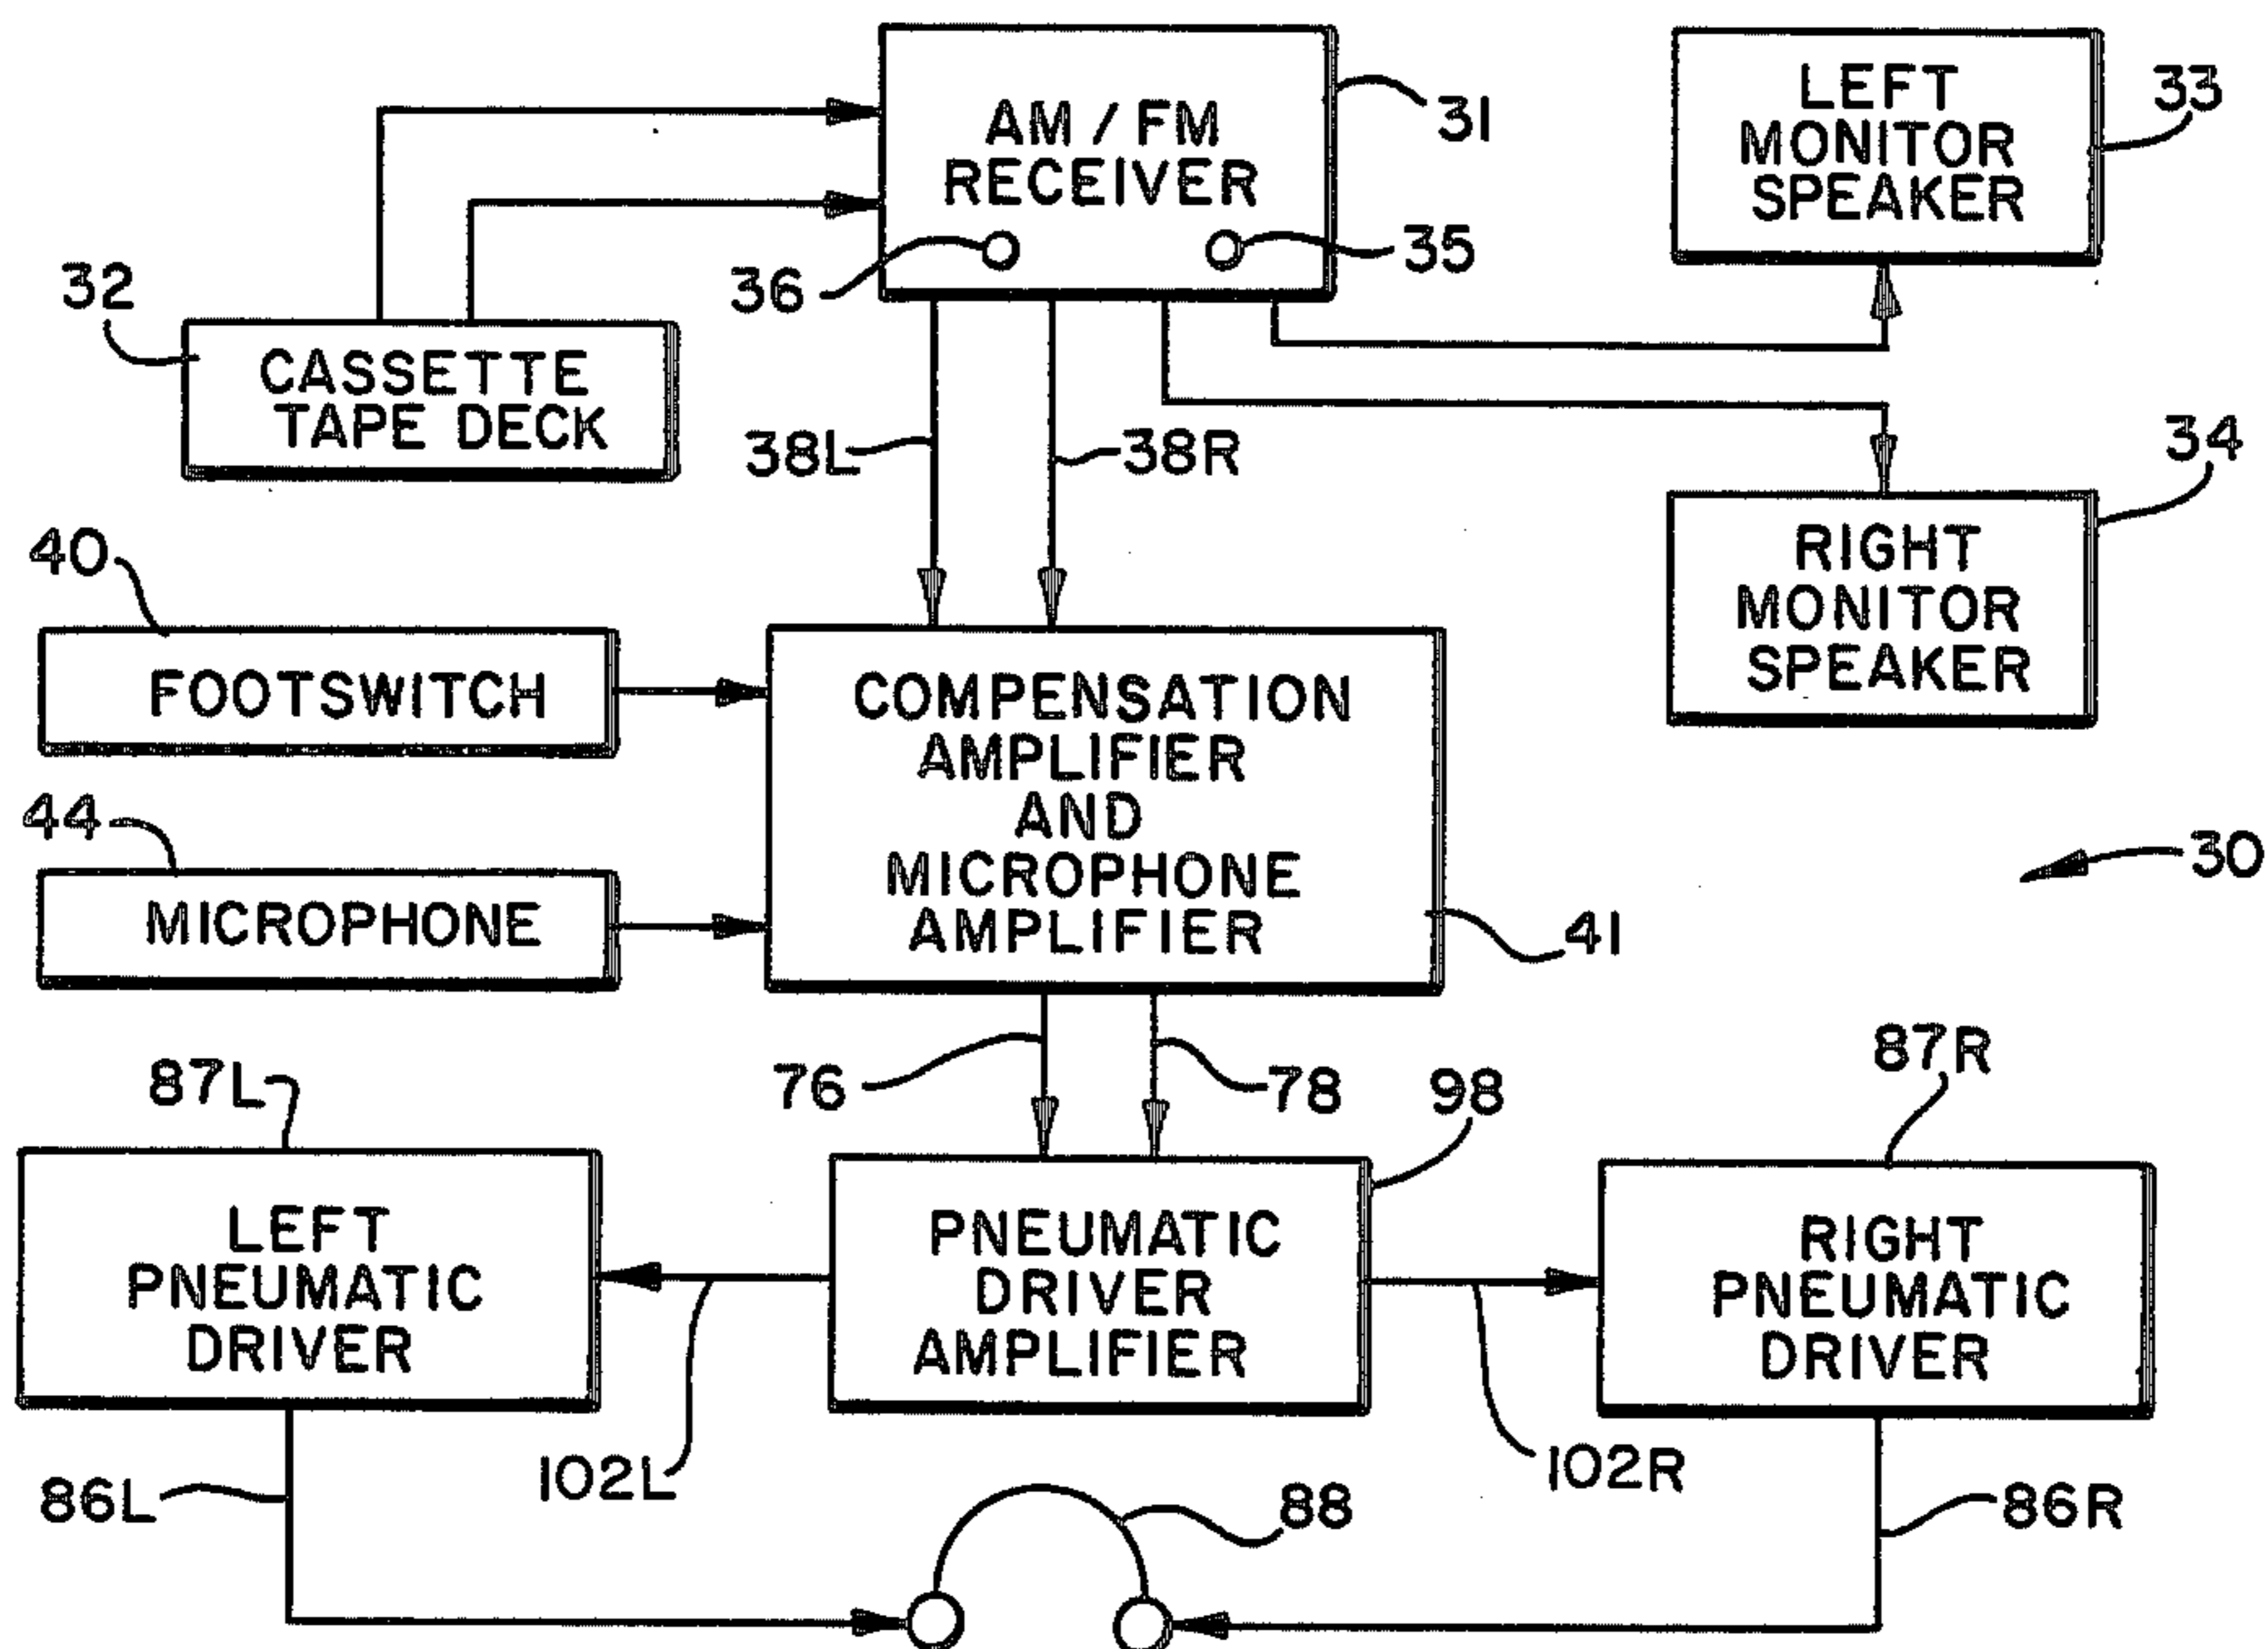 AM / FM
RECEIVER
31
36
35
LEFT
MONITOR
SPEAKER
33
32
CASSETTE
TAPE DECK
38L
38R
34
RIGHT
MONITOR
SPEAKER
40
FOOTSWITCH
44
MICROPHONE
COMPENSATION
AMPLIFIER
AND
MICROPHONE
AMPLIFIER
41
30
76
78
98
87L
LEFT
PNEUMATIC
DRIVER
PNEUMATIC
DRIVER
AMPLIFIER
87R
RIGHT
PNEUMATIC
DRIVER
86L
102L
88
102R
86R